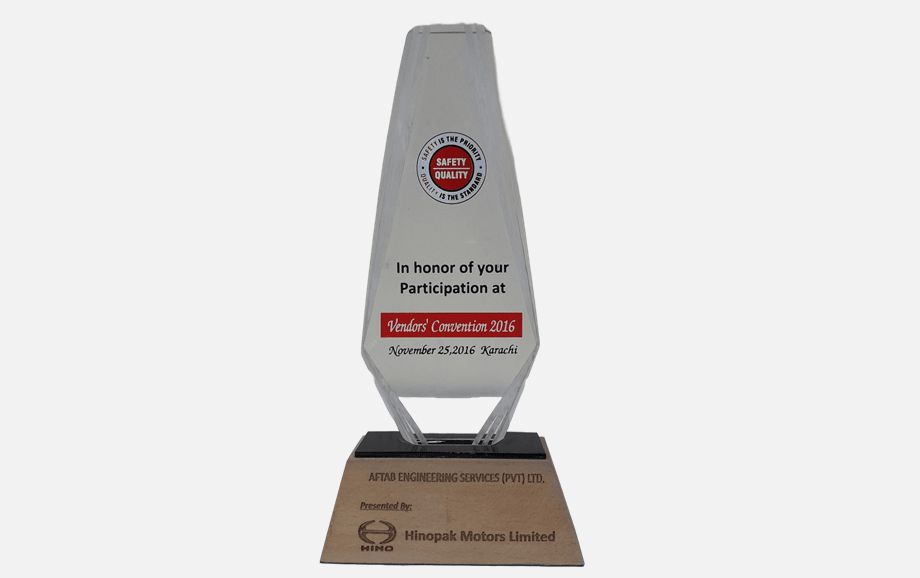 SAFETY IS THE PRIORITY
SAFETY
QUALITY
QUALITY IS THE STANDARD
In honor of your
Participation at
Vendors' Convention 2016
November 25,2016 Karachi
AFTAB ENGINEERING SERVICES (PVT) LTD.
Presented By:
HINO
Hinopak Motors Limited